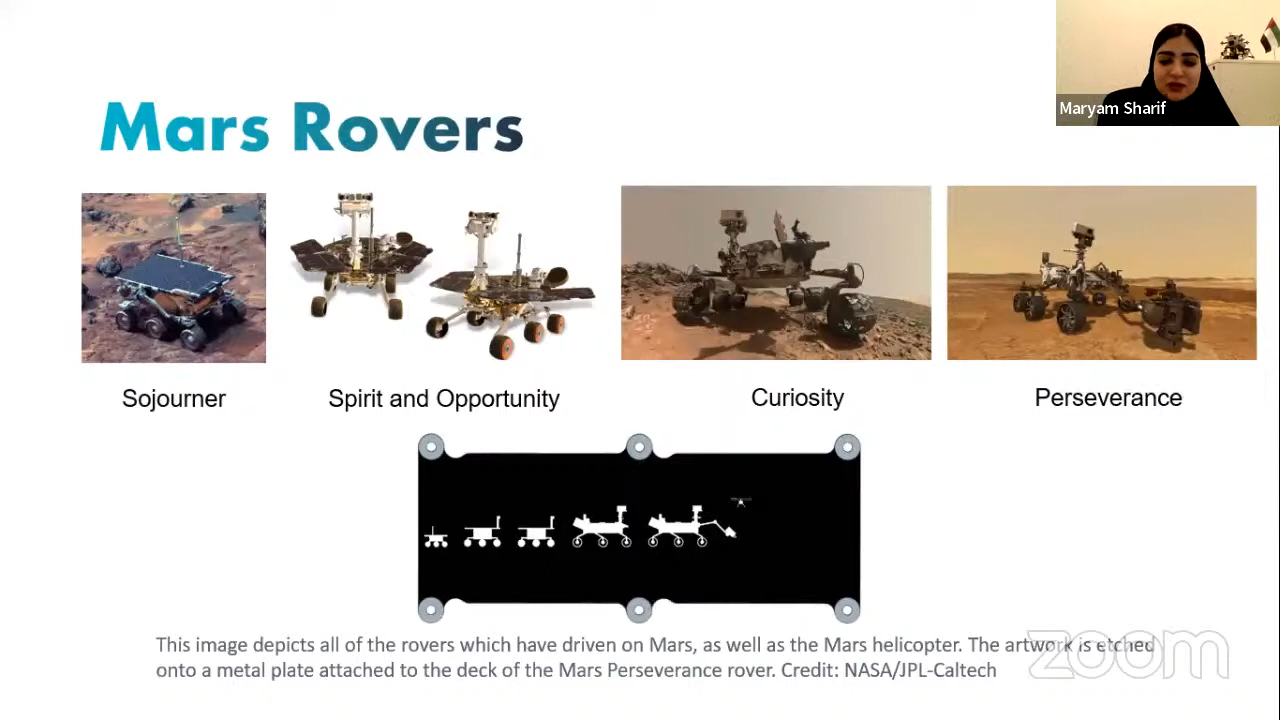 Maryam Sharif
Mars Rovers
Sojourner
Spirit and Opportunity
Curiosity
Perseverance
This image depicts all of the rovers which have driven on Mars, as well as the Mars helicopter. The artwork is etched
onto a metal plate attached to the deck of the Mars Perseverance rover. Credit: NASA/JPL-Caltech
zoom